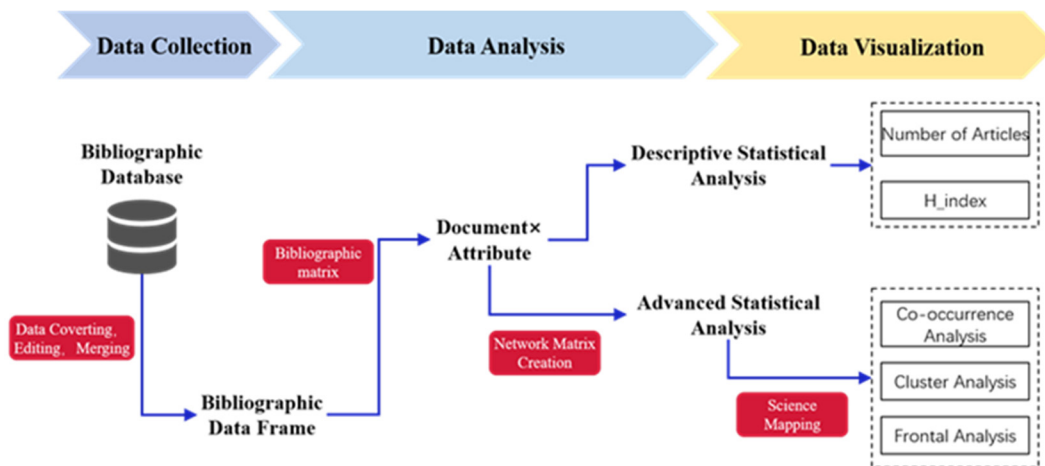 Data Collection
Data Analysis
Data Visualization
Bibliographic
Database
Data Coverting、
Editing、Merging
Bibliographic
Data Frame
Bibliographic
matrix
Document×
Attribute
Network Matrix
Creation
Descriptive Statistical
Analysis
Advanced Statistical
Analysis
Science
Mapping
Number of Articles
H_index
Co-occurrence
Analysis
Cluster Analysis
Frontal Analysis